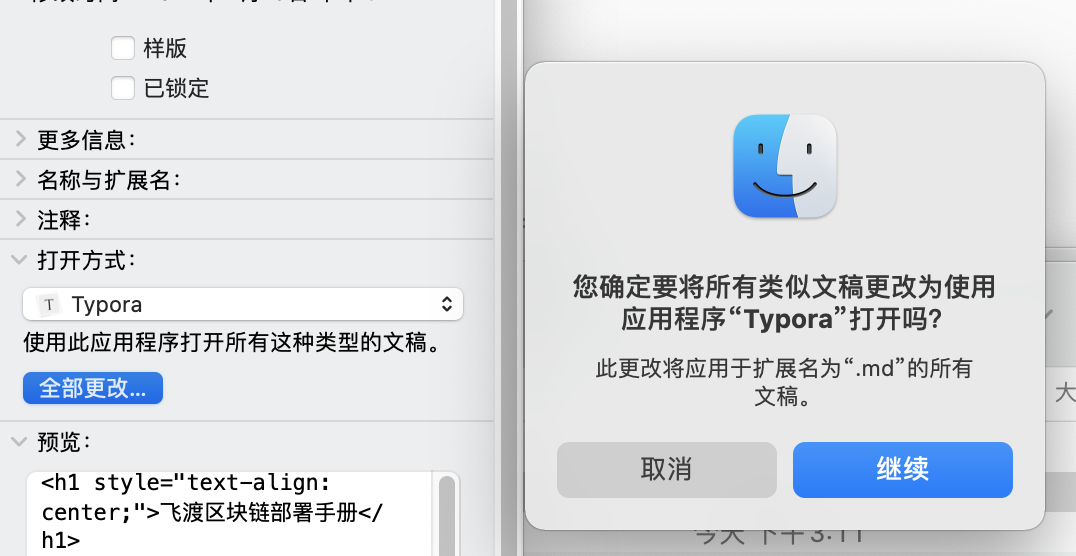 样版
已锁定
更多信息：
名称与扩展名：
注释：
打开方式：
T Typora
使用此应用程序打开所有这种类型的文稿。
全部更改...
预览：
<h1 style="text-align:
center;">飞渡区块链部署手册</
h1>
您确定要将所有类似文稿更改为使用
应用程序“Typora”打开吗？
此更改将应用于扩展名为“.md”的所有
文稿。
取消
继续
大
今天 下午3:11